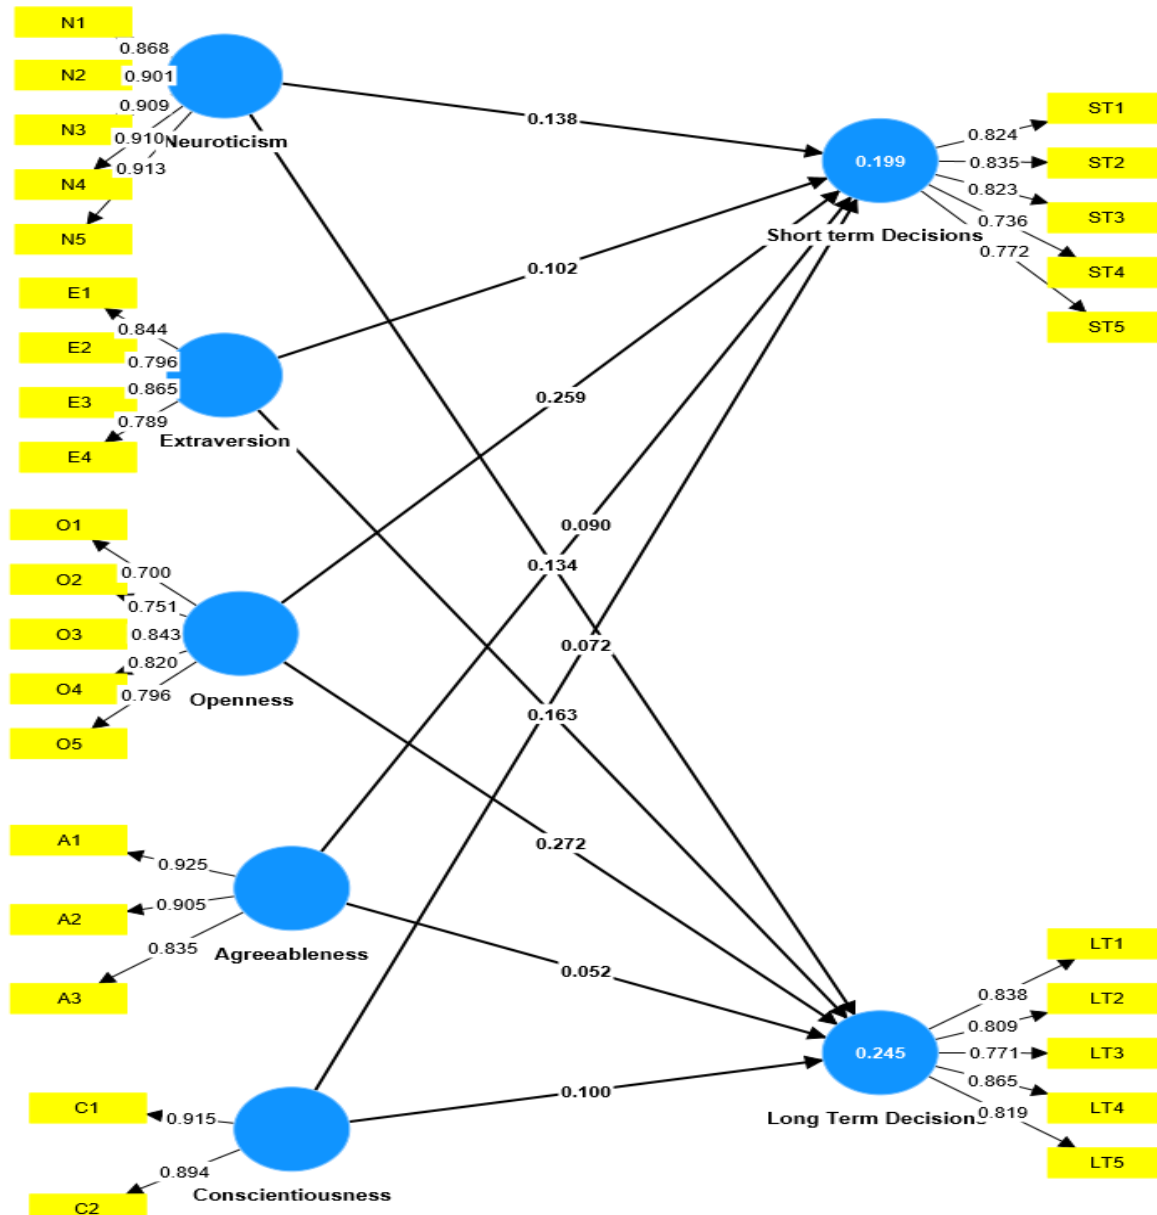 N1
0.868
N2
0.901
0.909
N3
0.910
Neuroticism
0.913
N4
N5
0.138
ST1
0.824
0.199
0.835
ST2
0.823
ST3
0.736
Short term Decisions
0.772
ST4
ST5
E1
0.844
E2
0.796
0.865
E3
0.789
Extraversion
E4
0.102
0.259
O1
0.700
O2
0.751
O3
0.843
0.820
O4
0.796
Openness
O5
0.090
0.134
0.072
0.163
0.272
A1
0.925
A2
0.905
0.835
Agreeableness
A3
0.052
LT1
0.838
LT2
0.809
0.245
0.771
LT3
0.865
LT4
Long Term Decisions
0.819
LT5
C1
0.915
0.100
0.894
Conscientiousness
C2